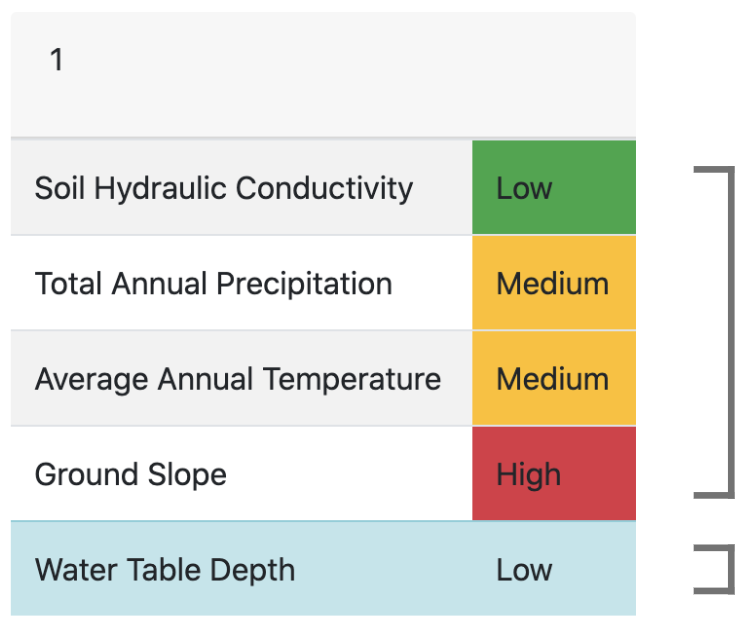 1
Soil Hydraulic Conductivity Low
Total Annual Precipitation Medium
Average Annual Temperature Medium
Ground Slope High
Water Table Depth Low